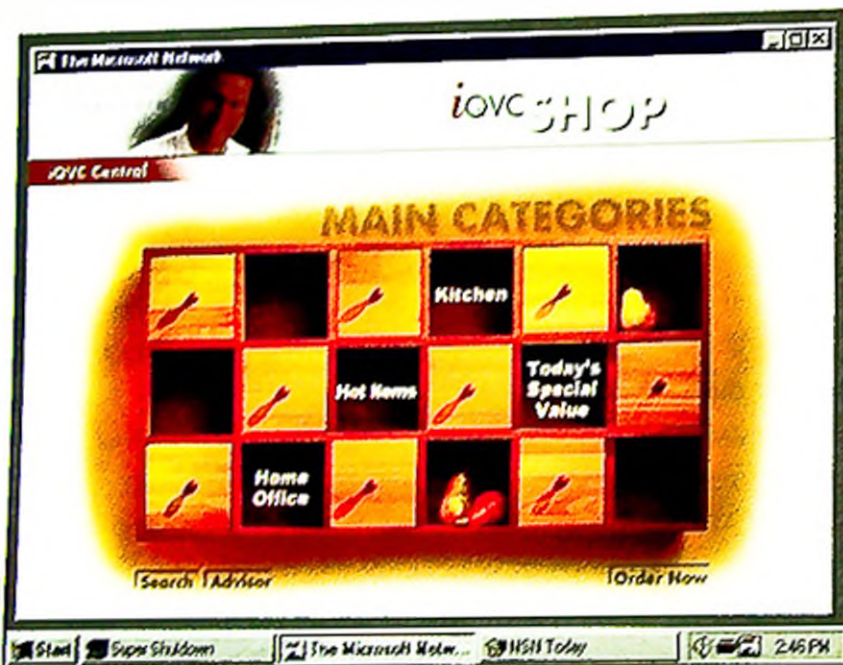 The Microsoft Network
iQVC SHOP
iQVC Central
MAIN CATEGORIES
Kitchen
Hot Items
Today's
Special
Value
Home
Office
Search Advisor
Order Now
Start Super Shutdown The Microsoft Netw... MSN Today 2:46 PM